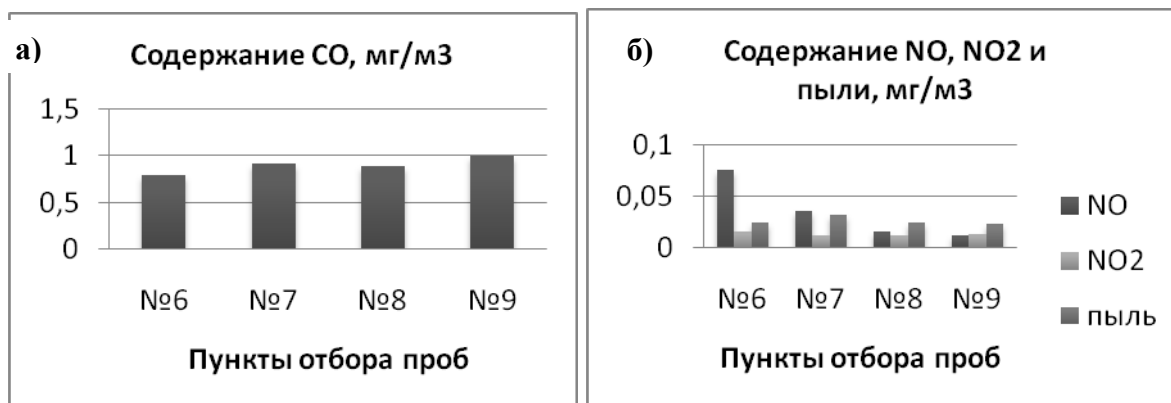 а)
Содержание СО, мг/м3
1,5
1
0,5
0
№6 №7 №8 №9
Пункты отбора проб
б)
Содержание NO, NO2 и
пыли, мг/м3
0,1
0,05
0
№6 №7 №8 №9
Пункты отбора проб
NO
NO2
пыль